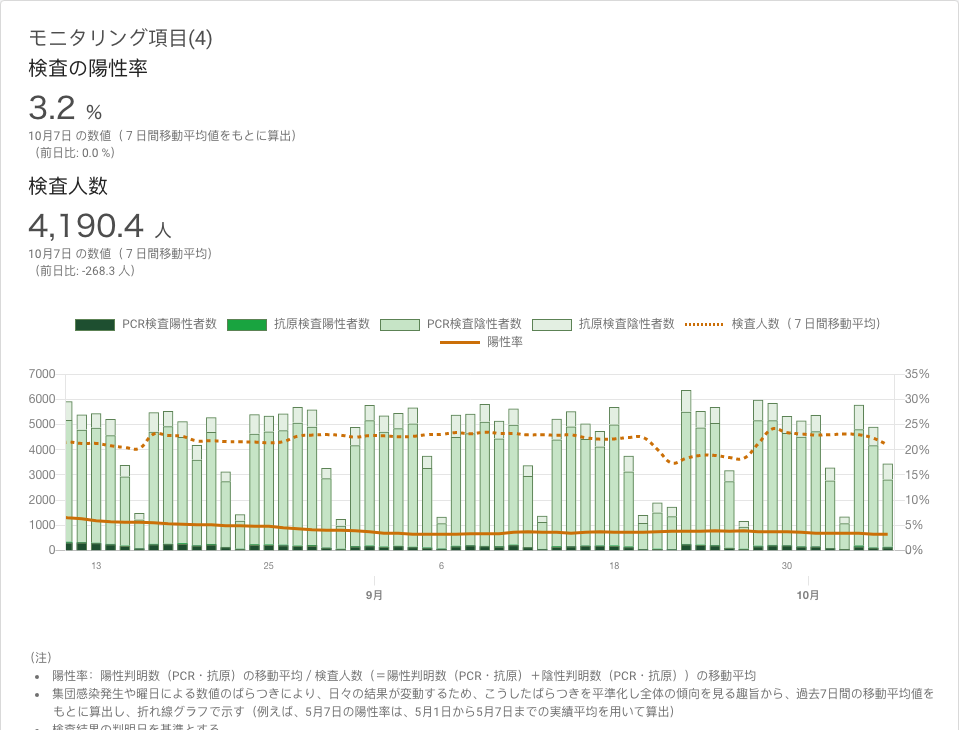 モニタリング項目(4)
検査の陽性率
3.2 %
10月7日 の数値（７日間移動平均値をもとに算出）
（前日比: 0.0 %）
検査人数
4,190.4 人
10月7日 の数値（７日間移動平均）
（前日比: -268.3 人）
PCR検査陽性者数 抗原検査陽性者数 PCR検査陰性者数 抗原検査陰性者数 検査人数（７日間移動平均）
陽性率
7000 35%
6000 30%
5000 25%
4000 20%
3000 15%
2000 10%
1000 5%
0 0%
13 25 6 18 30
9月 10月
（注）
• 陽性率：陽性判明数（PCR・抗原）の移動平均 / 検査人数（＝陽性判明数（PCR・抗原）＋陰性判明数（PCR・抗原））の移動平均
• 集団感染発生や曜日による数値のばらつきにより、日々の結果が変動するため、こうしたばらつきを平準化し全体の傾向を見る趣旨から、過去7日間の移動平均値を
もとに算出し、折れ線グラフで示す（例えば、5月7日の陽性率は、5月1日から5月7日までの実績平均を用いて算出）
• 検査結果の判明日を基準とする